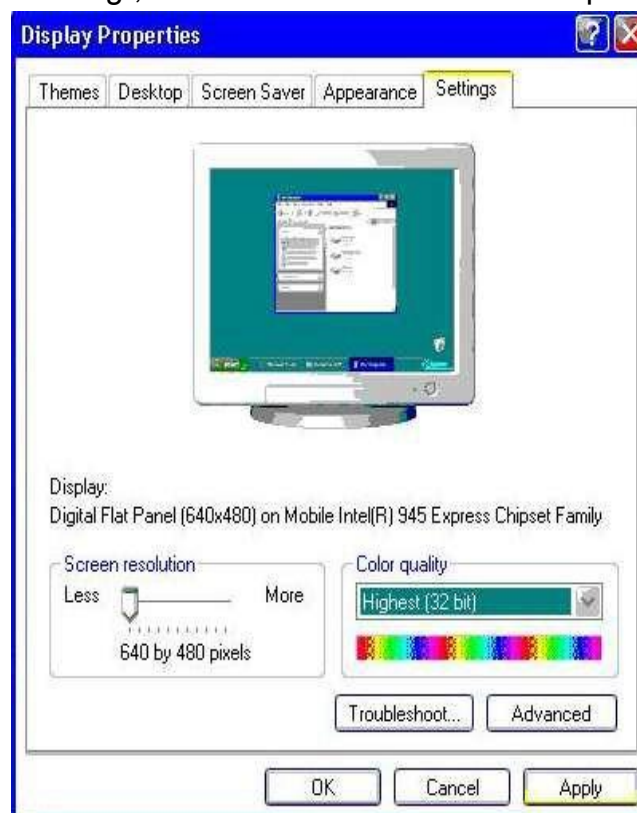 Display Properties
Themes Desktop Screen Saver Appearance Settings
Display:
Digital Flat Panel (640x480) on Mobile Intel(R) 945 Express Chipset Family
Screen resolution
Less More
640 by 480 pixels
Color quality
Highest (32 bit)
Troubleshoot... Advanced
OK Cancel Apply